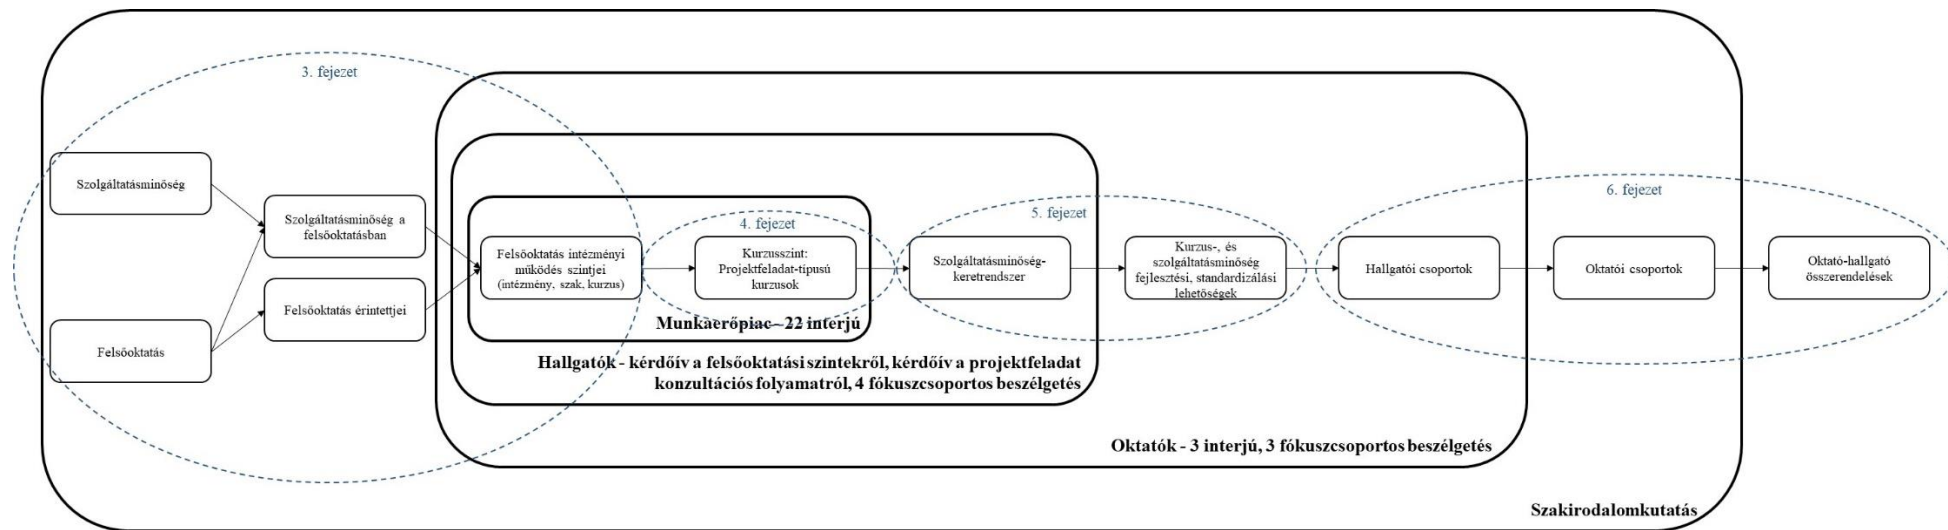 3. fejezet
Szolgáltatásminőség
Szolgáltatásminőség a
felsőoktatásban
Felsőoktatás érintettjei
Felsőoktatás
Felsőoktatás intézményi
működés szintjei
(intézmény, szak, kurzus)
4. fejezet
Kurzusszint:
Projektfeladat-típusú
kurzusok
Munkaerőpiac - 22 interjú
5. fejezet
Szolgáltatásminőség-
keretrendszer
Kurzus-, és
szolgáltatásminőség
fejlesztési, standardizálási
lehetőségek
Hallgatók - kérdőív a felsőoktatási szintekről, kérdőív a projektfeladat
konzultációs folyamatról, 4 fókuszcsoportos beszélgetés
6. fejezet
Hallgatói csoportok
Oktatói csoportok
Oktató-hallgató
összerendelések
Oktatók - 3 interjú, 3 fókuszcsoportos beszélgetés
Szakirodalomkutatás